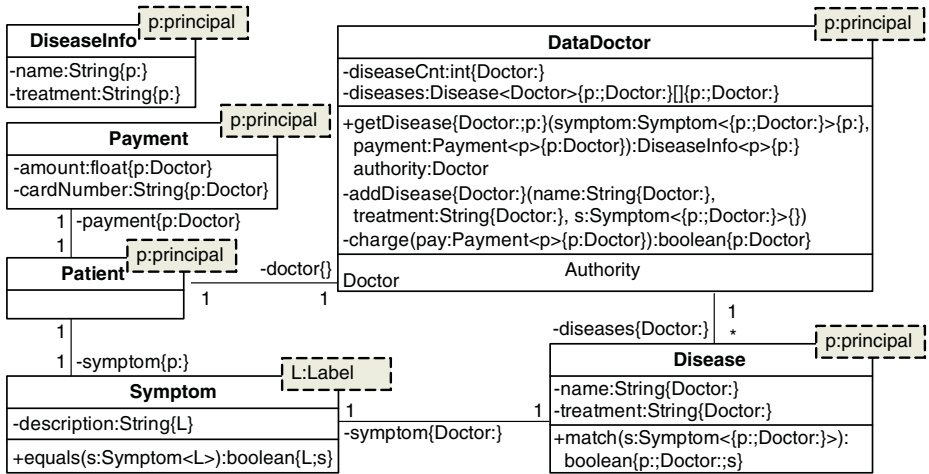 p:principal
DiseaseInfo
-name:String{p:}
-treatment:String{p:}
p:principal
Payment
-amount:float{p:Doctor}
-cardNumber:String{p:Doctor}
1
-payment{p:Doctor}
1
p:principal
Patient
-doctor{}
1
1
1
1
-symptom{p:}
L:Label
Symptom
-description:String{L}
+equals(s:Symptom<L>):boolean{L;s}
1
1
-symptom{Doctor:}
p:principal
DataDoctor
-diseaseCnt:int{Doctor:}
-diseases:Disease<Doctor>{p:;Doctor:}[]{p:;Doctor:}
+getDisease{Doctor:;p:}(symptom:Symptom<{p:;Doctor:}>{p:},
payment:Payment<p>{p:Doctor}):DiseaseInfo<p>{p:}
authority:Doctor
-addDisease{Doctor:}(name:String{Doctor:},
treatment:String{Doctor:}, s:Symptom<{p:;Doctor:}>{})
-charge(pay:Payment<p>{p:Doctor}):boolean{p:Doctor}
Authority
Doctor
1
-diseases{Doctor:}
*
p:principal
Disease
-name:String{Doctor:}
-treatment:String{Doctor:}
+match(s:Symptom<{p:;Doctor:}>):
boolean{p:;Doctor:;s}